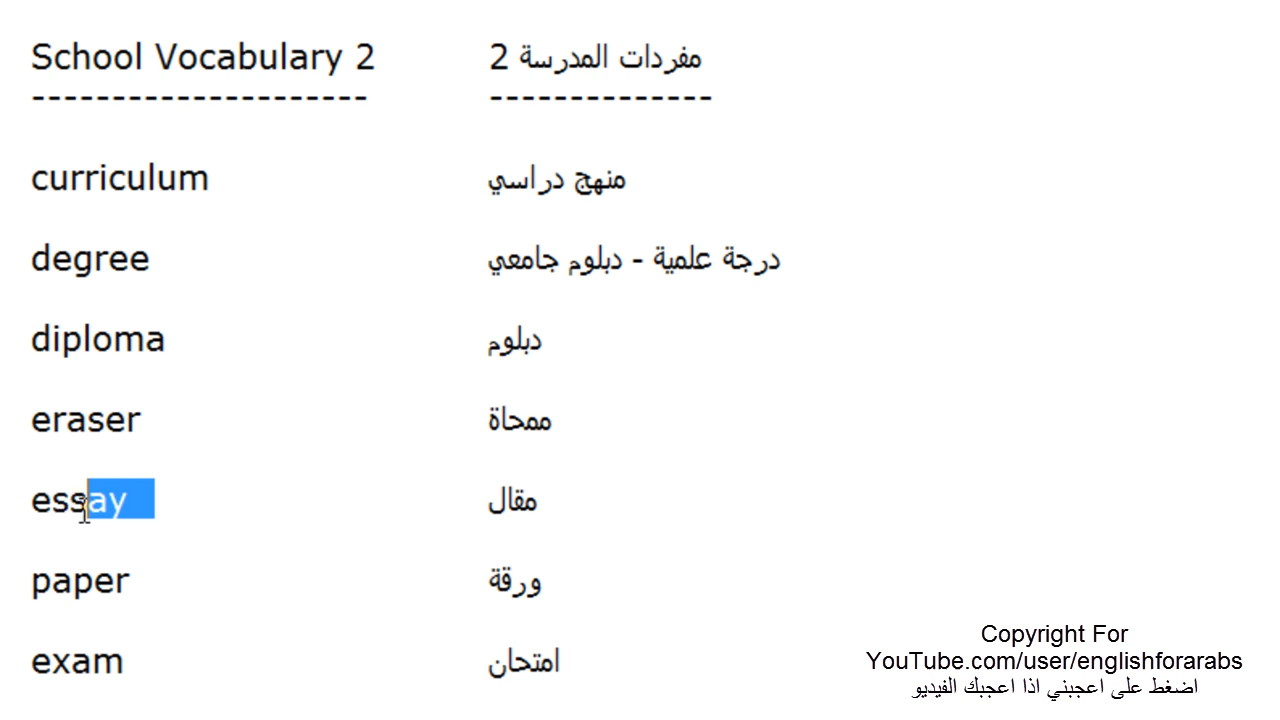 School Vocabulary 2 مفردات المدرسة 2
--------------------- --------------
curriculum منهج دراسي
degree درجة علمية - دبلوم جامعي
diploma دبلوم
eraser ممحاة
essay مقال
paper ورقة
exam امتحان
Copyright For
YouTube.com/user/englishforarabs
اضغط على اعجبني اذا اعجبك الفيديو